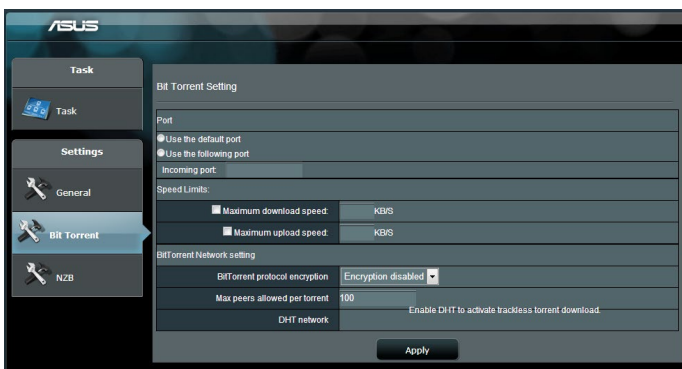 ASUS
Task
Task
Settings
General
Bit Torrent
NZB
Bit Torrent Setting
Port
Use the default port
Use the following port
Incoming port:
Speed Limits:
Maximum download speed: KB/S
Maximum upload speed: KB/S
BitTorrent Network setting
BitTorrent protocol encryption Encryption disabled
Max peers allowed per torrent 100
DHT network Enable DHT to activate trackless torrent download.
Apply